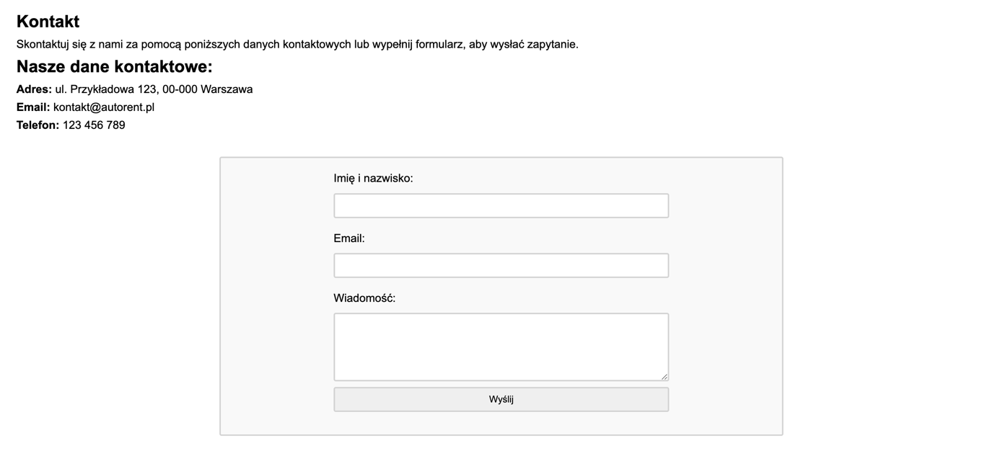 Kontakt
Skontaktuj się z nami za pomocą poniższych danych kontaktowych lub wypełnij formularz, aby wysłać zapytanie.
Nasze dane kontaktowe:
Adres: ul. Przykładowa 123, 00-000 Warszawa
Email: kontakt@autorent.pl
Telefon: 123 456 789
Imię i nazwisko:
Email:
Wiadomość:
Wyślij